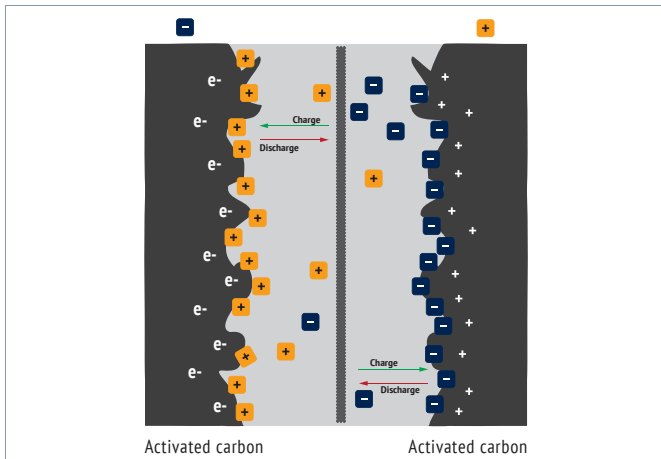 - +
e-
e-
Charge
Discharge
e-
e-
e-
e-
e-
e-
Charge
e-
Discharge
e-
Activated carbon Activated carbon